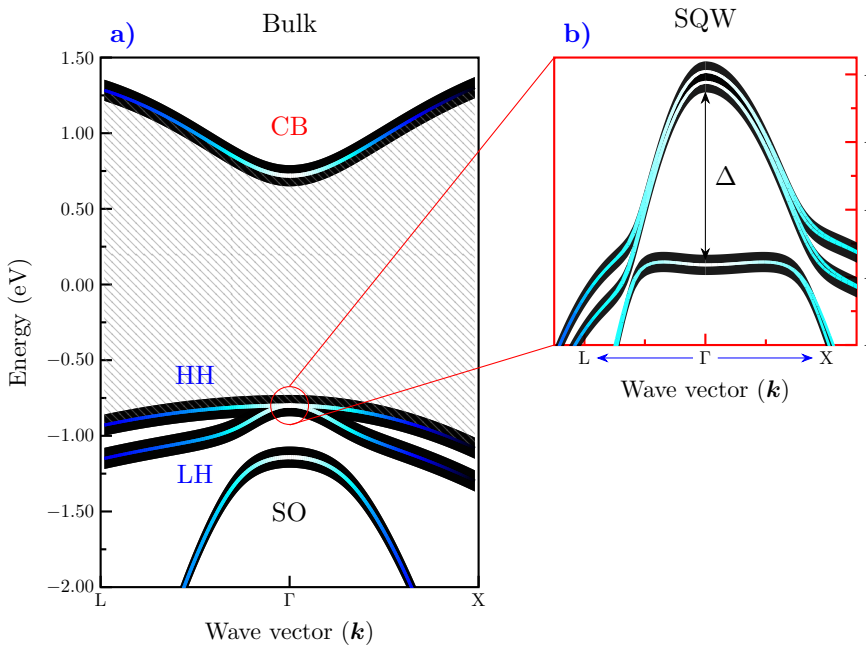 Bulk
SQW
a)
b)
1.50
1.00
0.50
0.00
−0.50
−1.00
−1.50
−2.00
Energy (eV)
CB
HH
LH
SO
L
Γ
X
Wave vector (k)
Δ
L
Γ
X
Wave vector (k)